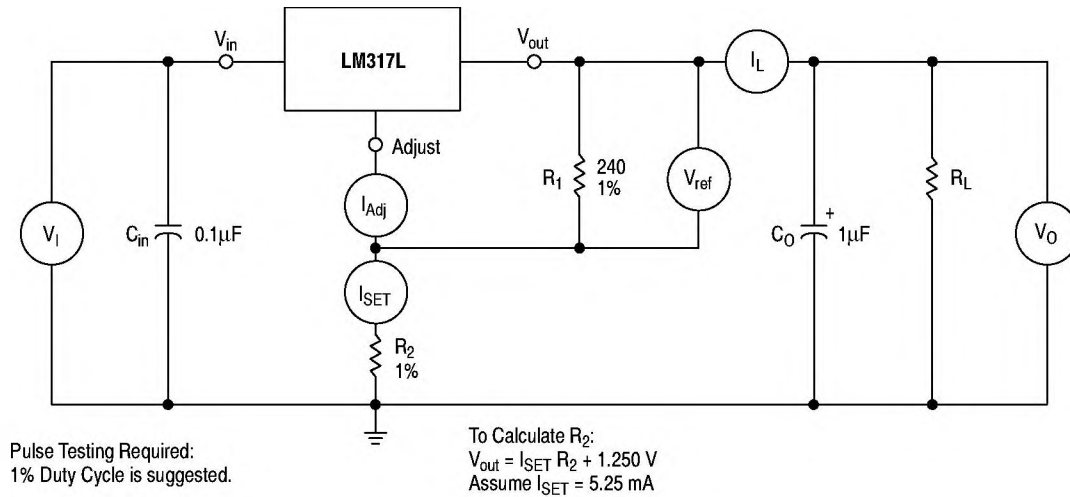 V_in
LM317L
V_out
I_L
Adjust
R_1
240
1%
V_ref
I_Adj
R_L
V_I
C_in
0.1µF
C_O
+
1µF
V_O
I_SET
R_2
1%
Pulse Testing Required:
1% Duty Cycle is suggested.
To Calculate R_2:
V_out = I_SET R_2 + 1.250 V
Assume I_SET = 5.25 mA